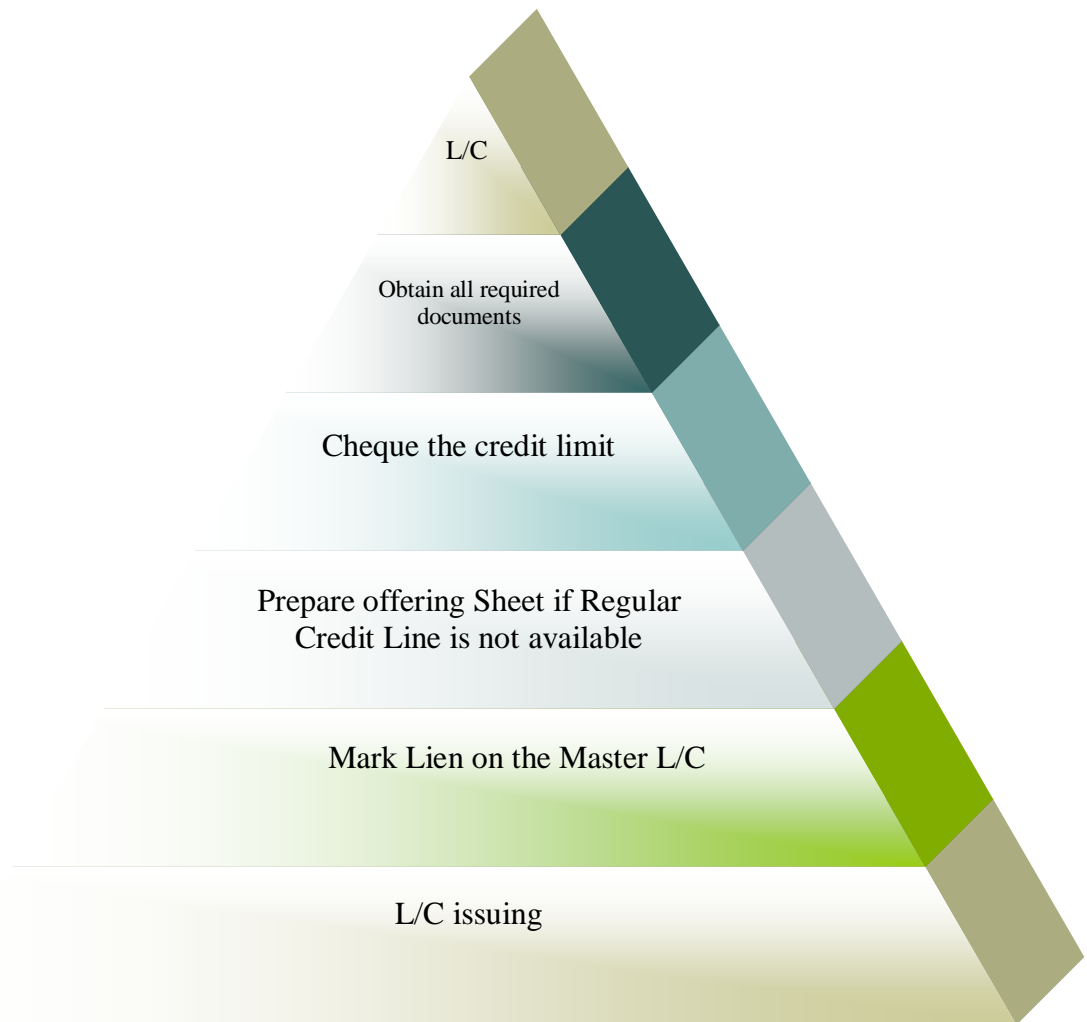 L/C
Obtain all required
documents
Cheque the credit limit
Prepare offering Sheet if Regular
Credit Line is not available
Mark Lien on the Master L/C
L/C issuing